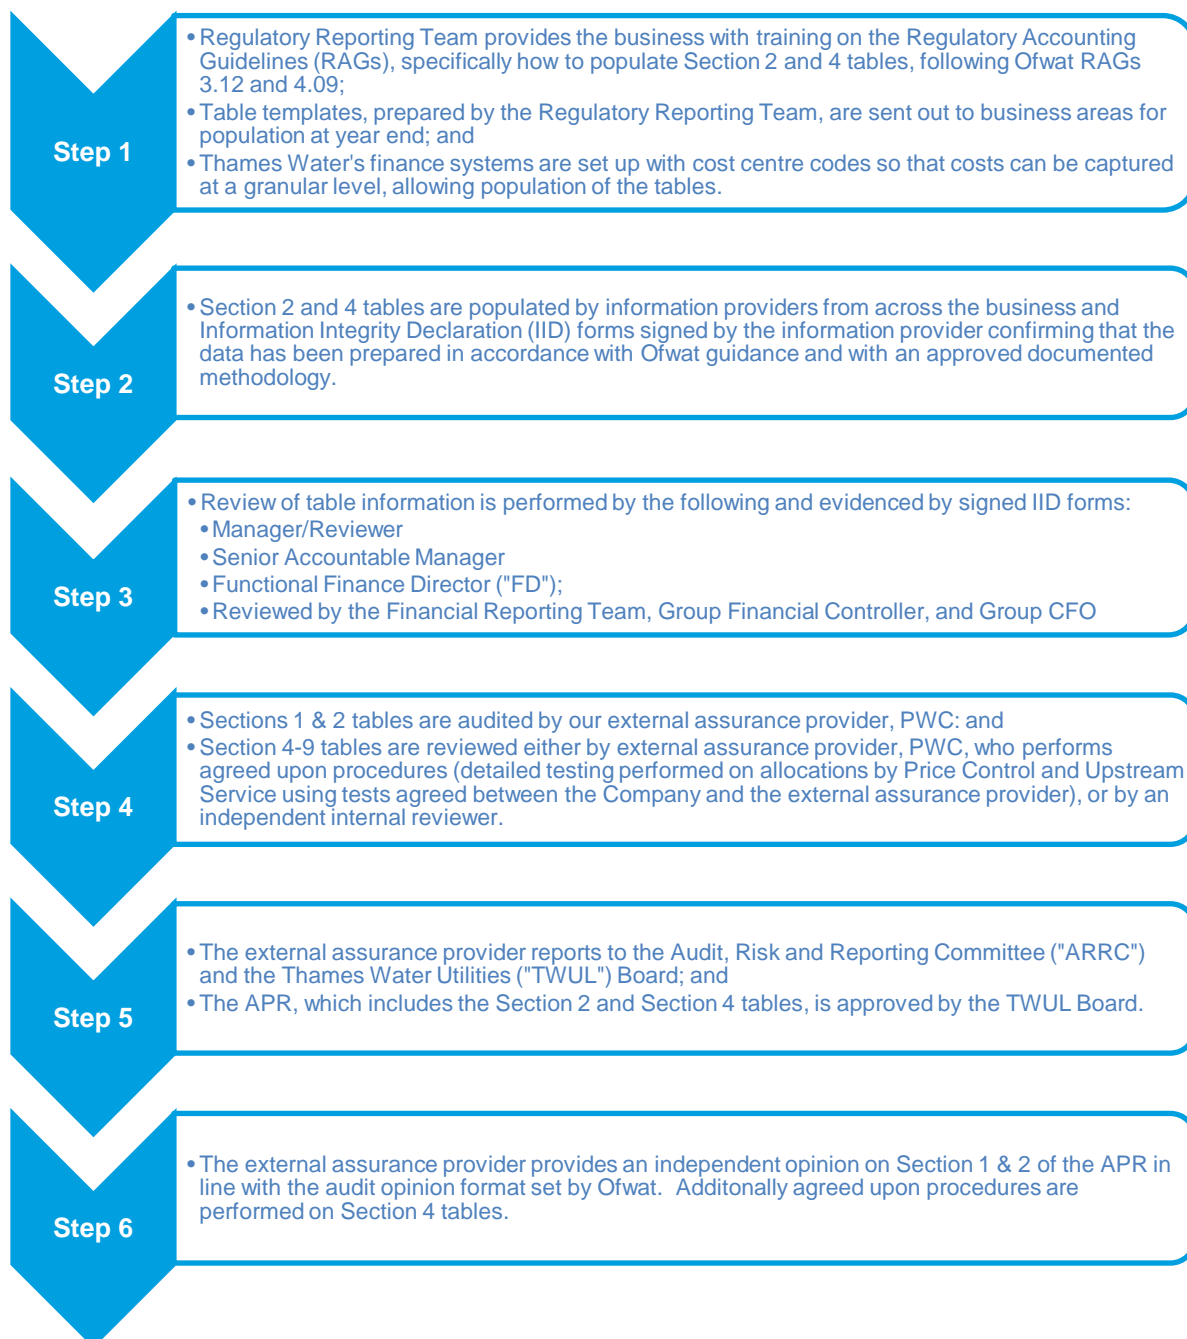 Step 1
•Regulatory Reporting Team provides the business with training on the Regulatory Accounting
Guidelines (RAGs), specifically how to populate Section 2 and 4 tables, following Ofwat RAGs
3.12 and 4.09;
•Table templates, prepared by the Regulatory Reporting Team, are sent out to business areas for
population at year end; and
•Thames Water's finance systems are set up with cost centre codes so that costs can be captured
at a granular level, allowing population of the tables.
Step 2
•Section 2 and 4 tables are populated by information providers from across the business and
Information Integrity Declaration (IID) forms signed by the information provider confirming that the
data has been prepared in accordance with Ofwat guidance and with an approved documented
methodology.
Step 3
•Review of table information is performed by the following and evidenced by signed IID forms:
•Manager/Reviewer
•Senior Accountable Manager
•Functional Finance Director ("FD");
•Reviewed by the Financial Reporting Team, Group Financial Controller, and Group CFO
Step 4
•Sections 1 & 2 tables are audited by our external assurance provider, PWC: and
•Section 4-9 tables are reviewed either by external assurance provider, PWC, who performs
agreed upon procedures (detailed testing performed on allocations by Price Control and Upstream
Service using tests agreed between the Company and the external assurance provider), or by an
independent internal reviewer.
Step 5
•The external assurance provider reports to the Audit, Risk and Reporting Committee ("ARRC")
and the Thames Water Utilities ("TWUL") Board; and
•The APR, which includes the Section 2 and Section 4 tables, is approved by the TWUL Board.
Step 6
•The external assurance provider provides an independent opinion on Section 1 & 2 of the APR in
line with the audit opinion format set by Ofwat. Additonally agreed upon procedures are
performed on Section 4 tables.